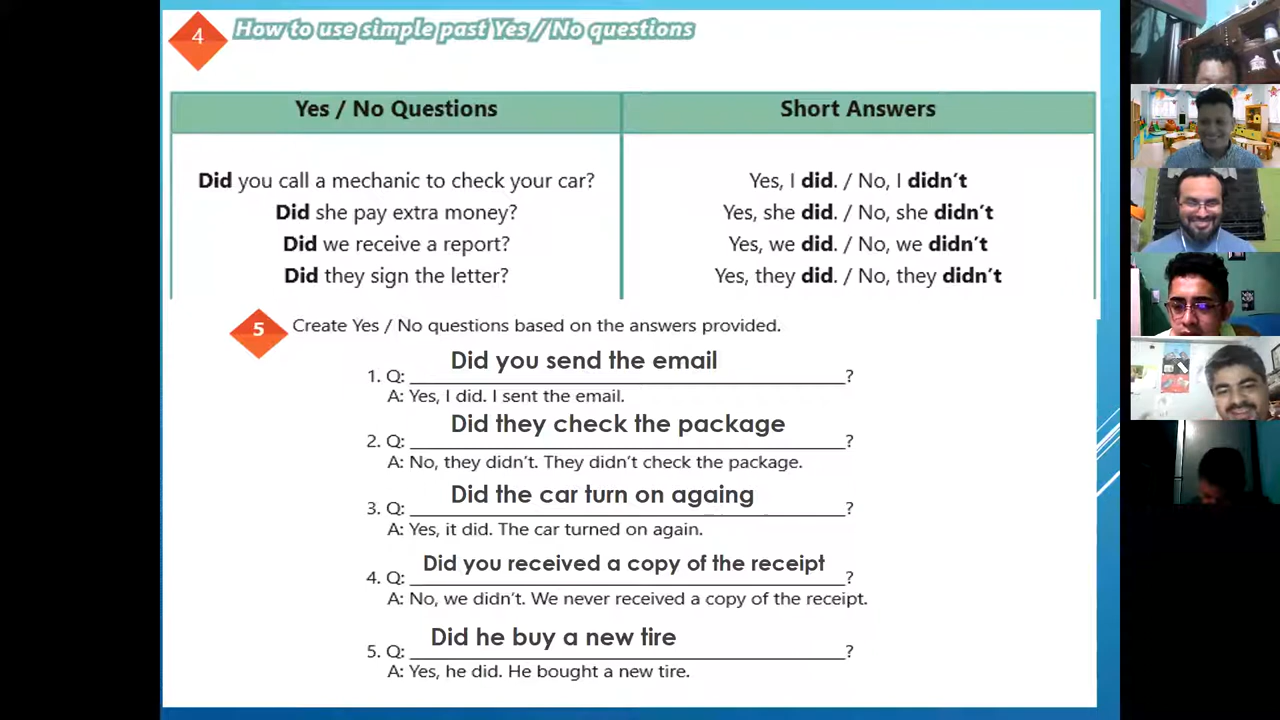 4
How to use simple past Yes / No questions
Yes / No Questions
Short Answers
Did you call a mechanic to check your car?
Yes, I did. / No, I didn't
Did she pay extra money?
Yes, she did. / No, she didn't
Did we receive a report?
Yes, we did. / No, we didn't
Did they sign the letter?
Yes, they did. / No, they didn't
5
Create Yes / No questions based on the answers provided.
Did you send the email
1. Q: ?
A: Yes, I did. I sent the email.
Did they check the package
2. Q: ?
A: No, they didn't. They didn't check the package.
Did the car turn on againg
3. Q: ?
A: Yes, it did. The car turned on again.
Did you received a copy of the receipt
4. Q: ?
A: No, we didn't. We never received a copy of the receipt.
Did he buy a new tire
5. Q: ?
A: Yes, he did. He bought a new tire.